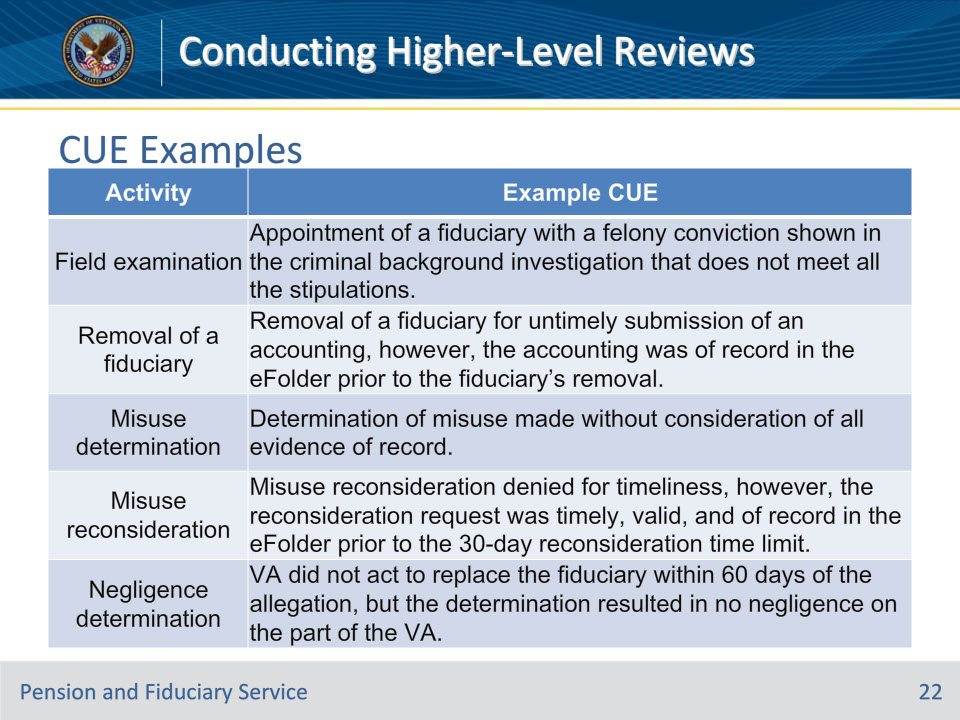 Conducting Higher-Level Reviews
CUE Examples
Activity
Example CUE
Field examination
Appointment of a fiduciary with a felony conviction shown in
the criminal background investigation that does not meet all
the stipulations.
Removal of a
fiduciary
Removal of a fiduciary for untimely submission of an
accounting, however, the accounting was of record in the
eFolder prior to the fiduciary’s removal.
Misuse
determination
Determination of misuse made without consideration of all
evidence of record.
Misuse
reconsideration
Misuse reconsideration denied for timeliness, however, the
reconsideration request was timely, valid, and of record in the
eFolder prior to the 30-day reconsideration time limit.
Negligence
determination
VA did not act to replace the fiduciary within 60 days of the
allegation, but the determination resulted in no negligence on
the part of the VA.
Pension and Fiduciary Service
22